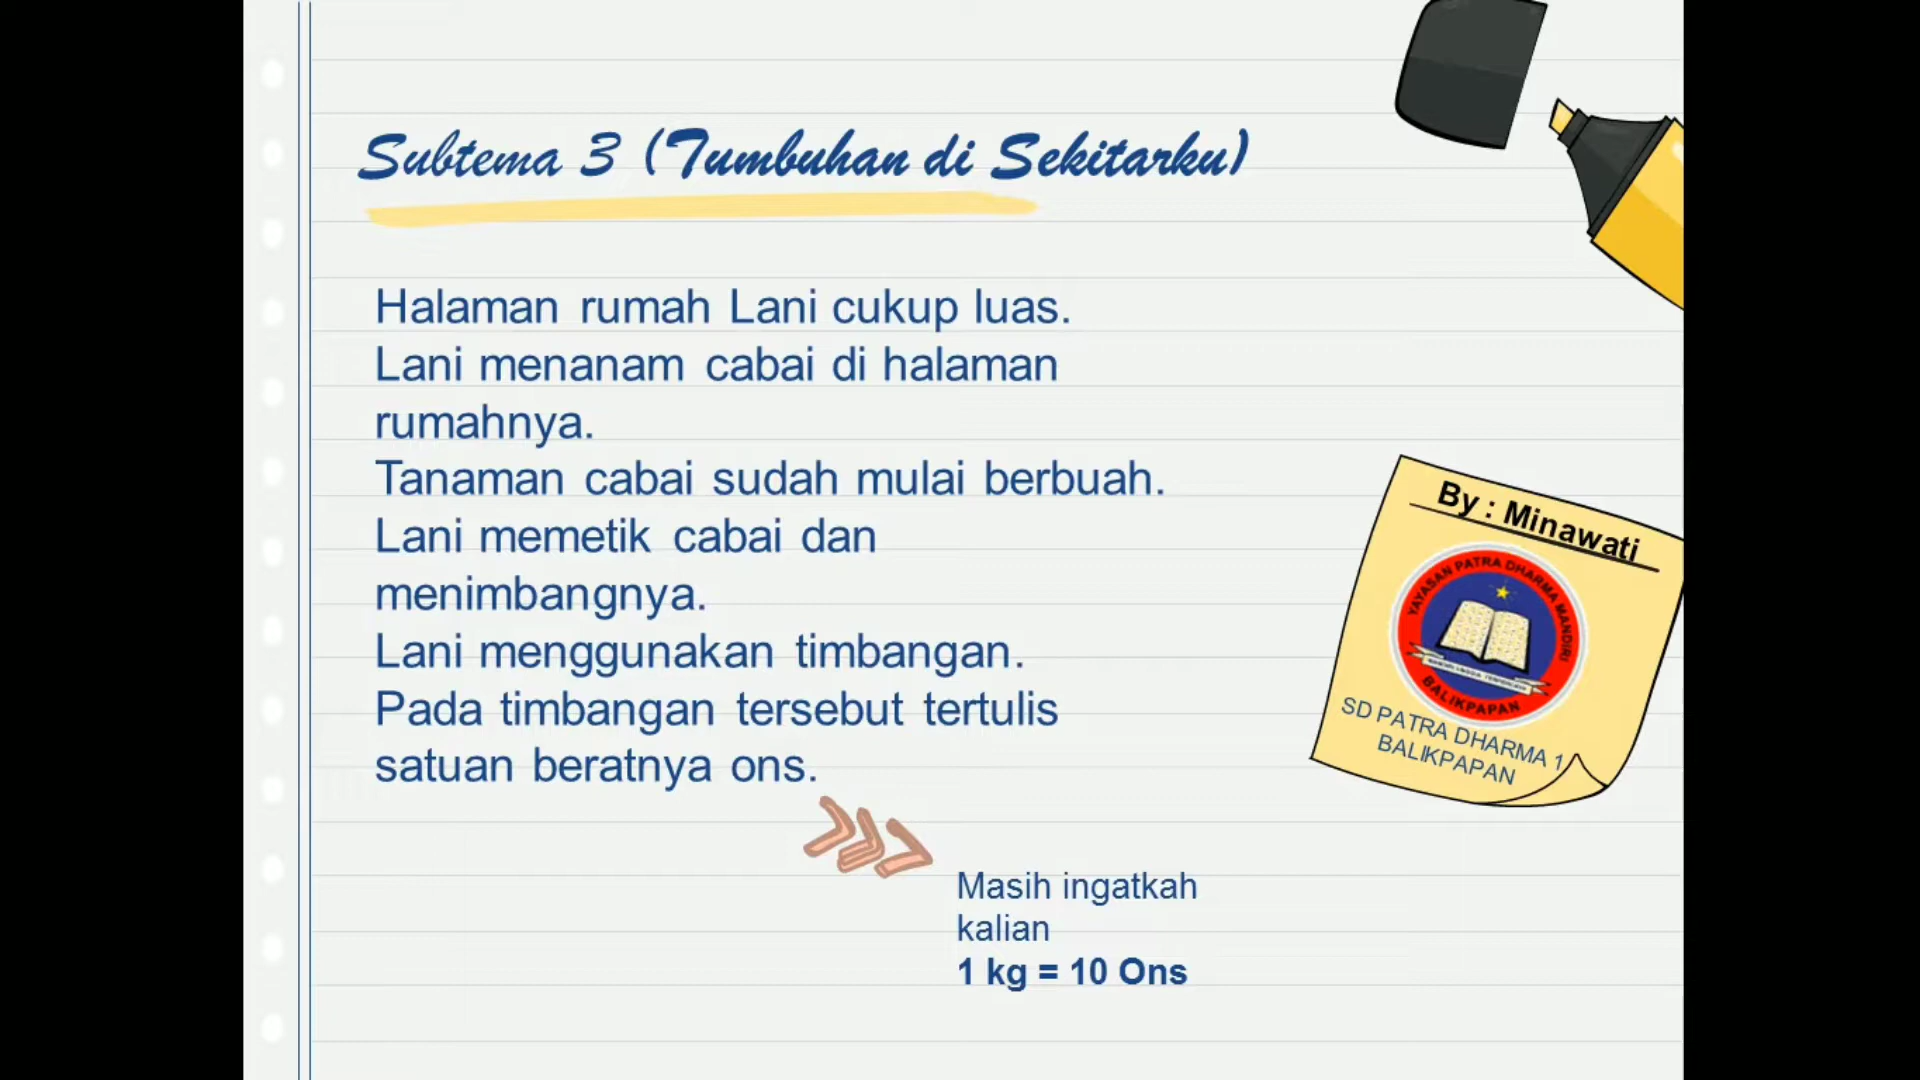 Subtema 3 (Tumbuhan di Sekitarku)
Halaman rumah Lani cukup luas.
Lani menanam cabai di halaman
rumahnya.
Tanaman cabai sudah mulai berbuah.
Lani memetik cabai dan
menimbangnya.
Lani menggunakan timbangan.
Pada timbangan tersebut tertulis
satuan beratnya ons.
Masih ingatkah
kalian
1 kg = 10 Ons
By : Minawati
YAYASAN PATRA DHARMA MANDIRI
BALIKPAPAN
SD PATRA DHARMA 1
BALIKPAPAN